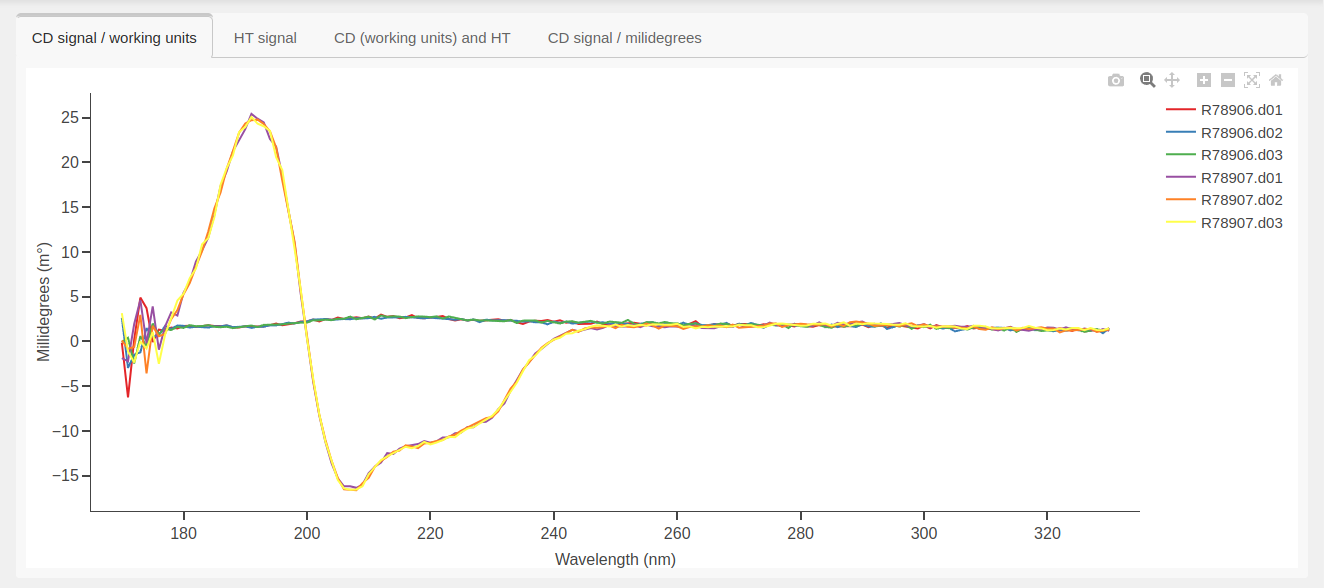 CD signal / working units HT signal CD (working units) and HT CD signal / milidegrees
R78906.d01
R78906.d02
R78906.d03
R78907.d01
R78907.d02
R78907.d03
Millidegrees (m°)
25
20
15
10
5
0
−5
−10
−15
180 200 220 240 260 280 300 320
Wavelength (nm)